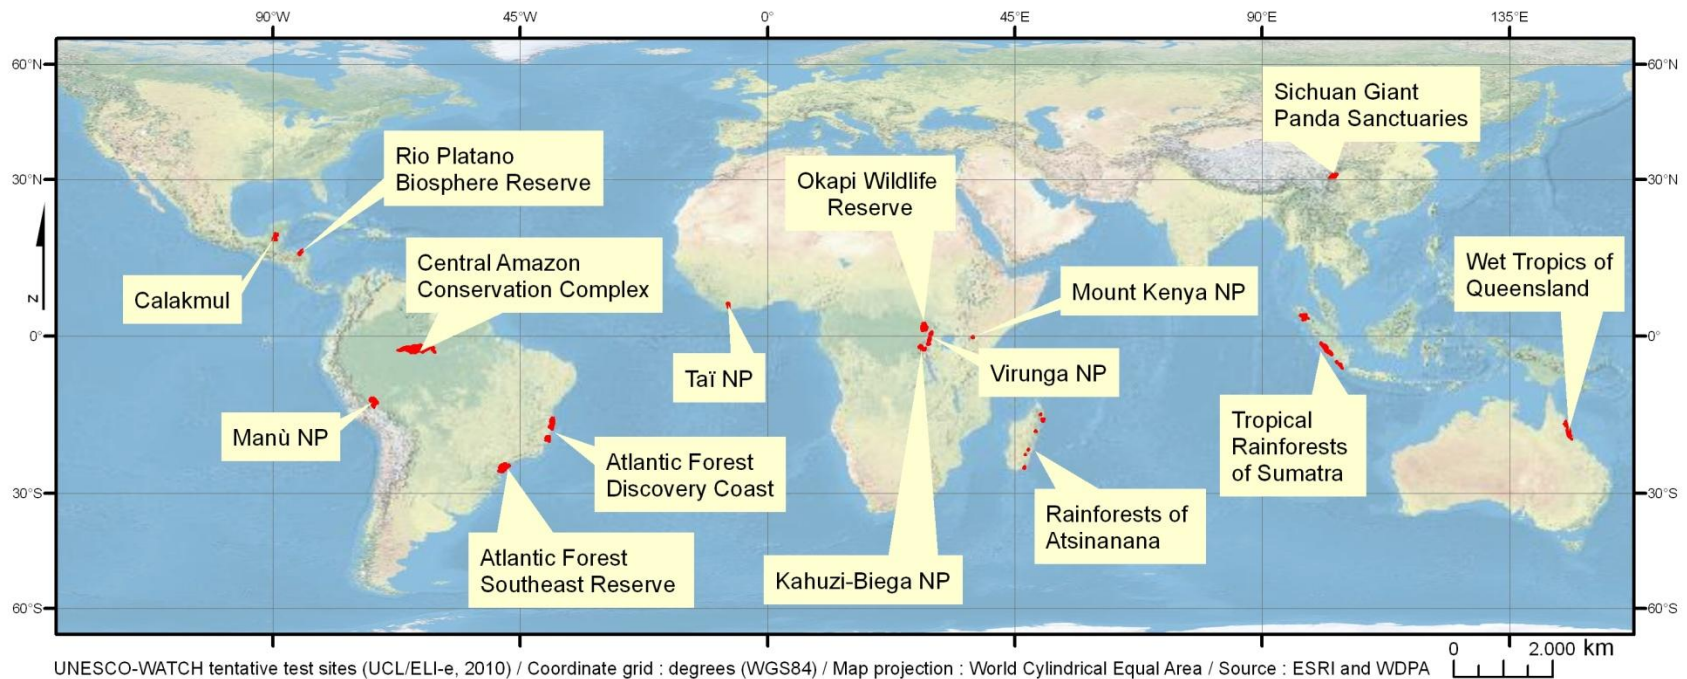 90°W 45°W 0° 45°E 90°E 135°E
60°N 60°N
Sichuan Giant
Panda Sanctuaries
Rio Platano
Biosphere Reserve
Okapi Wildlife
Reserve
30°N 30°N
Central Amazon
Conservation Complex
Wet Tropics of
Queensland
Calakmul
Mount Kenya NP
N
0° 0°
Taï NP
Virunga NP
Manù NP
Tropical
Rainforests
of Sumatra
Atlantic Forest
Discovery Coast
30°S 30°S
Rainforests of
Atsinanana
Atlantic Forest
Southeast Reserve
Kahuzi-Biega NP
60°S 60°S
UNESCO-WATCH tentative test sites (UCL/ELI-e, 2010) / Coordinate grid : degrees (WGS84) / Map projection : World Cylindrical Equal Area / Source : ESRI and WDPA
0 2.000 km